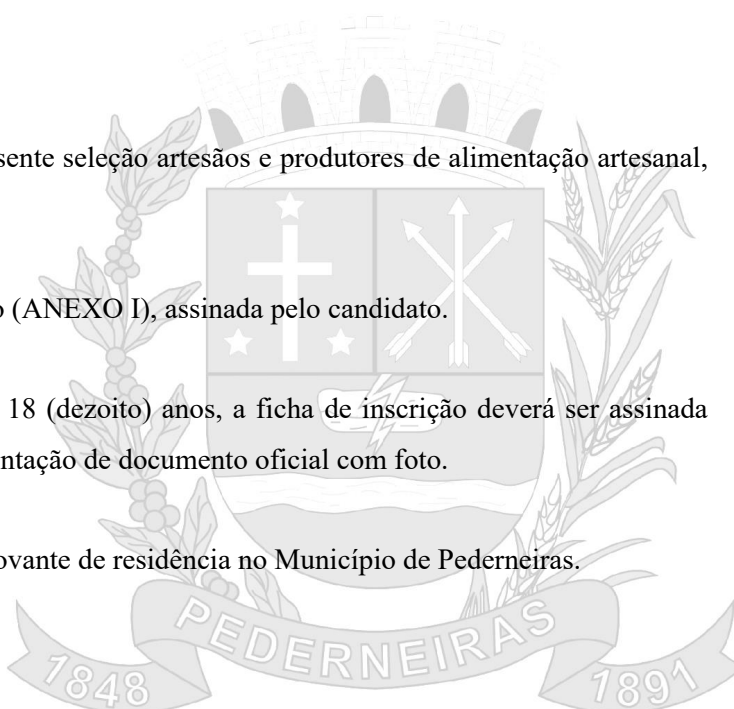 sente seleção artesãos e produtores de alimentação artesanal,
o (ANEXO I), assinada pelo candidato.
18 (dezoito) anos, a ficha de inscrição deverá ser assinada
ntação de documento oficial com foto.
ovante de residência no Município de Pederneiras.
PEDERNEIRAS
1848
1891